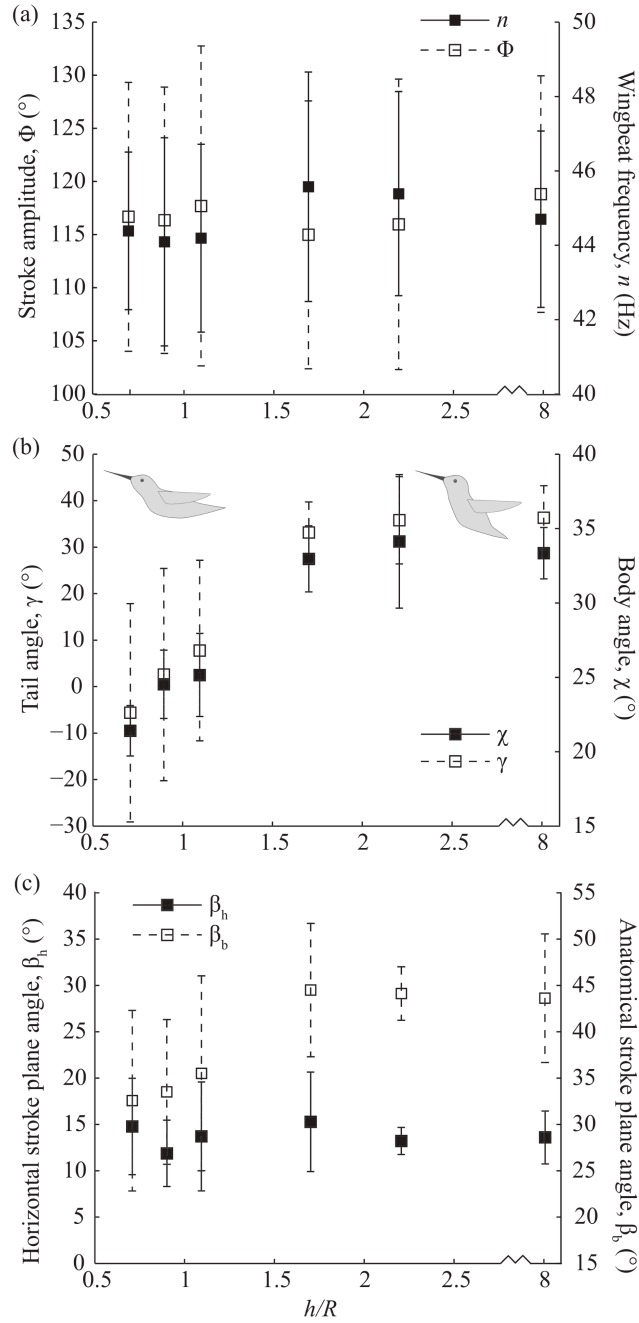 (a)
135
130
125
120
115
110
105
100
Stroke amplitude, Φ (°)
n
Φ
50
48
46
44
42
40
Wingbeat frequency, n (Hz)
0.5 1 1.5 2 2.5 8
(b)
50
40
30
20
10
0
−10
−20
−30
Tail angle, γ (°)
χ
γ
40
35
30
25
20
15
Body angle, χ (°)
0.5 1 1.5 2 2.5 8
(c)
40
35
30
25
20
15
10
5
0
Horizontal stroke plane angle, βh (°)
βh
βb
55
50
45
40
35
30
25
20
15
Anatomical stroke plane angle, βb (°)
0.5 1 1.5 2 2.5 8
h/R